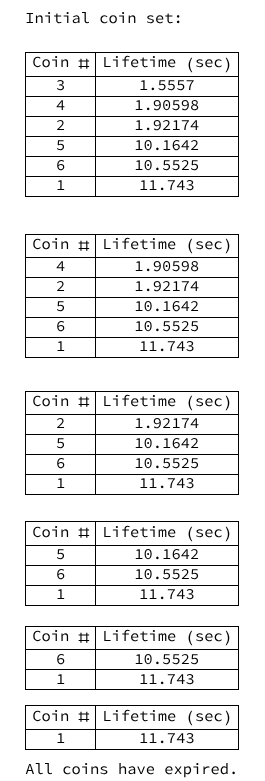 Initial coin set:
Coin # Lifetime (sec)
3 1.5557
4 1.90598
2 1.92174
5 10.1642
6 10.5525
1 11.743
Coin # Lifetime (sec)
4 1.90598
2 1.92174
5 10.1642
6 10.5525
1 11.743
Coin # Lifetime (sec)
2 1.92174
5 10.1642
6 10.5525
1 11.743
Coin # Lifetime (sec)
5 10.1642
6 10.5525
1 11.743
Coin # Lifetime (sec)
6 10.5525
1 11.743
Coin # Lifetime (sec)
1 11.743
All coins have expired.